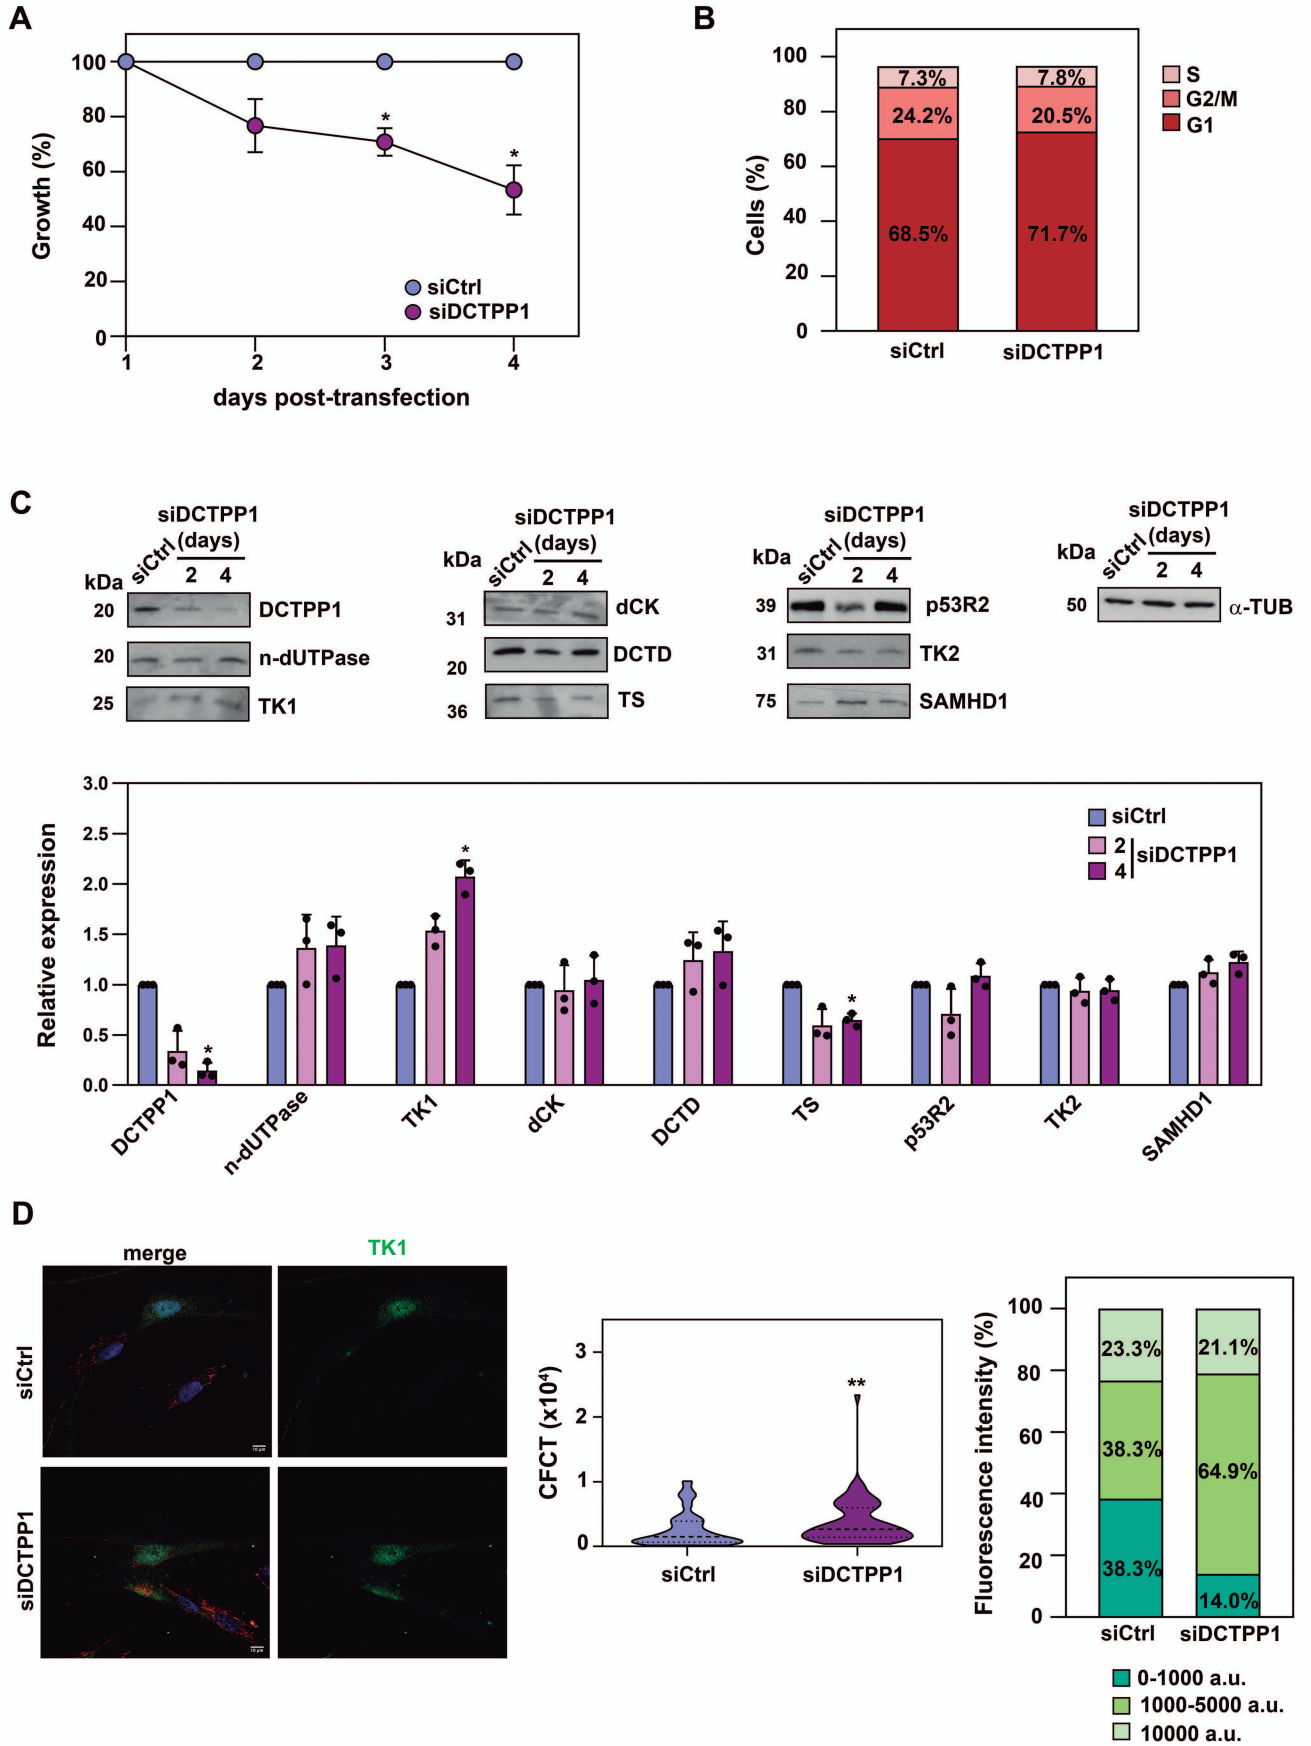 A
100
80
60
40
20
0
Growth (%)
siCtrl
siDCTPP1
1 2 3 4
days post-transfection
B
100
80
60
40
20
0
Cells (%)
7.3% 7.8%
24.2% 20.5%
68.5% 71.7%
S
G2/M
G1
siCtrl siDCTPP1
C
siDCTPP1
(days)
siCtrl
kDa
2 4
20 DCTPP1
20 n-dUTPase
25 TK1
siDCTPP1
(days)
siCtrl
kDa
2 4
31 dCK
20 DCTD
36 TS
siDCTPP1
(days)
siCtrl
kDa
2 4
39 p53R2
31 TK2
75 SAMHD1
siDCTPP1
(days)
siCtrl
kDa
2 4
50 α-TUB
3.0
2.5
2.0
1.5
1.0
0.5
0.0
Relative expression
* * *
siCtrl
2
4
siDCTPP1
DCTPP1 n-dUTPase TK1 dCK DCTD TS p53R2 TK2 SAMHD1
D
merge TK1
siCtrl
10 μm
siDCTPP1
10 μm
CFCT (x10⁴)
3
2
1
0
**
siCtrl siDCTPP1
Fluorescence intensity (%)
100
80
60
40
20
0
23.3% 21.1%
38.3% 64.9%
38.3% 14.0%
siCtrl siDCTPP1
0-1000 a.u.
1000-5000 a.u.
10000 a.u.